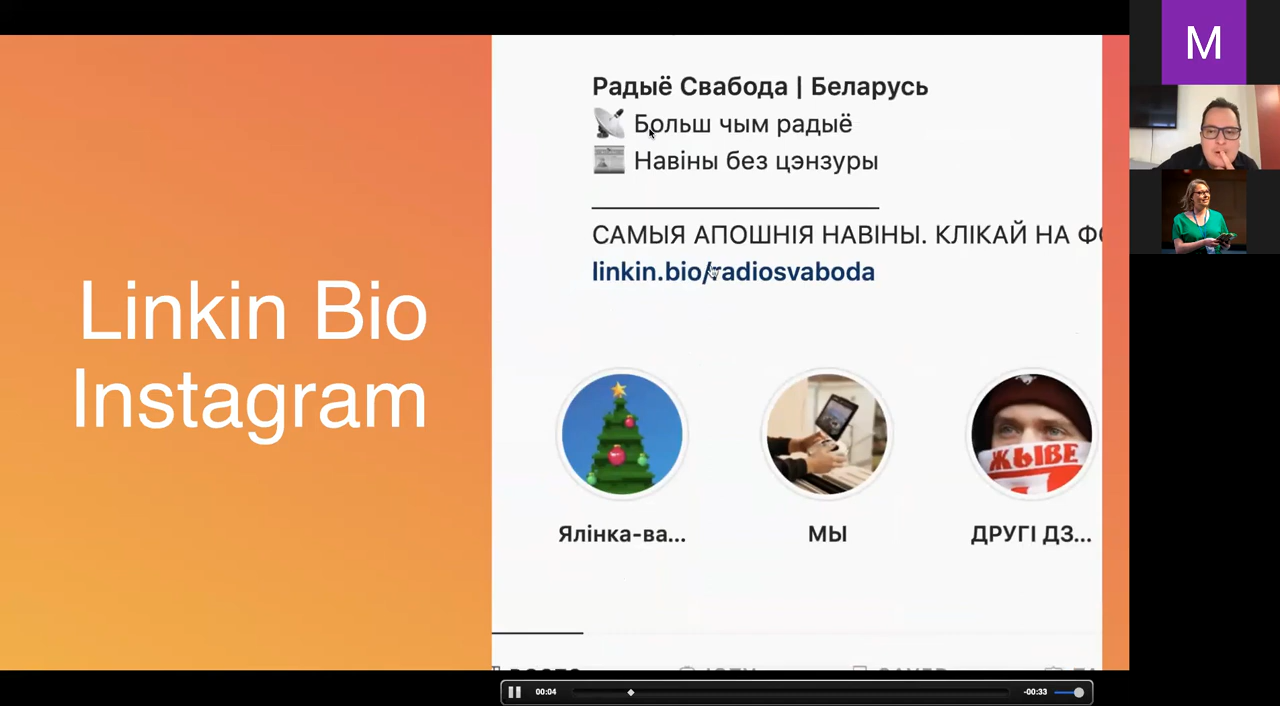 Linkin Bio
Instagram
Радыё Свабода | Беларусь
Больш чым радыё
Навіны без цэнзуры
САМЫЯ АПОШНІЯ НАВІНЫ. КЛІКАЙ НА
linkin.bio/radiosvaboda
ЖЫВЕ
Ялінка-ва...
МЫ
ДРУГІ ДЗ...
00:04
-00:33
M